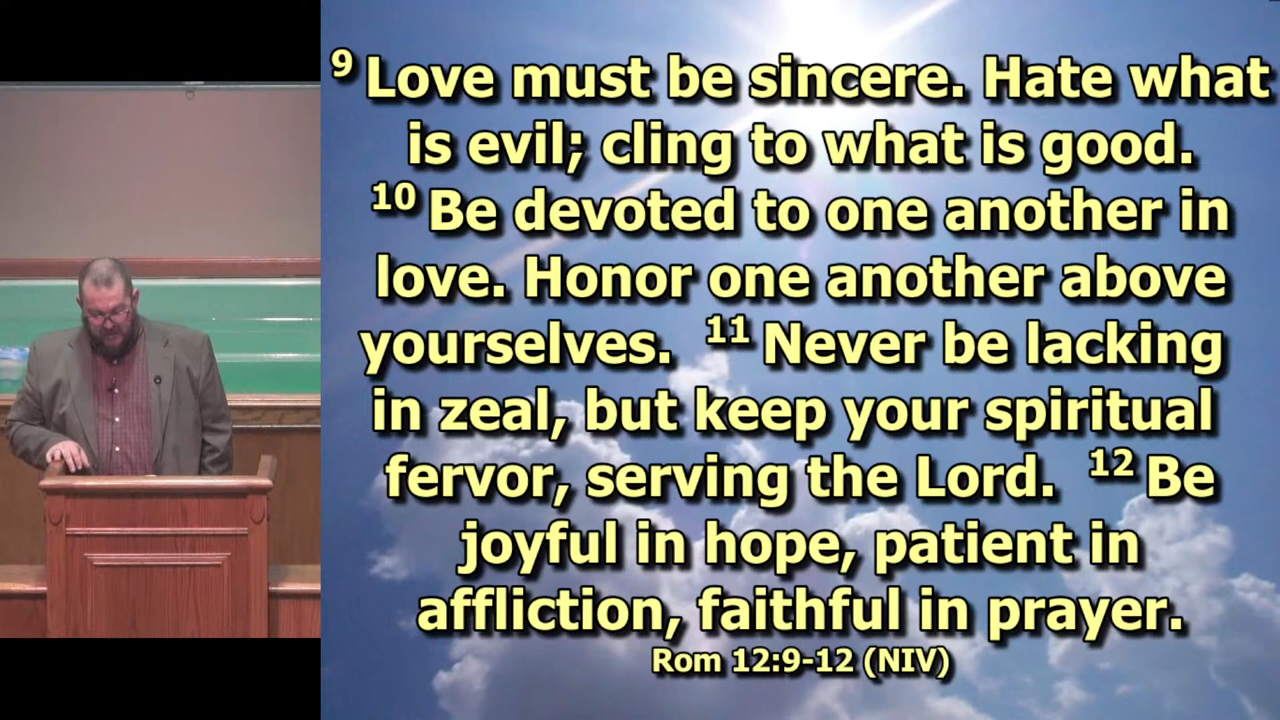 9 Love must be sincere. Hate what
is evil; cling to what is good.
10 Be devoted to one another in
love. Honor one another above
yourselves. 11 Never be lacking
in zeal, but keep your spiritual
fervor, serving the Lord. 12 Be
joyful in hope, patient in
affliction, faithful in prayer.
Rom 12:9-12 (NIV)